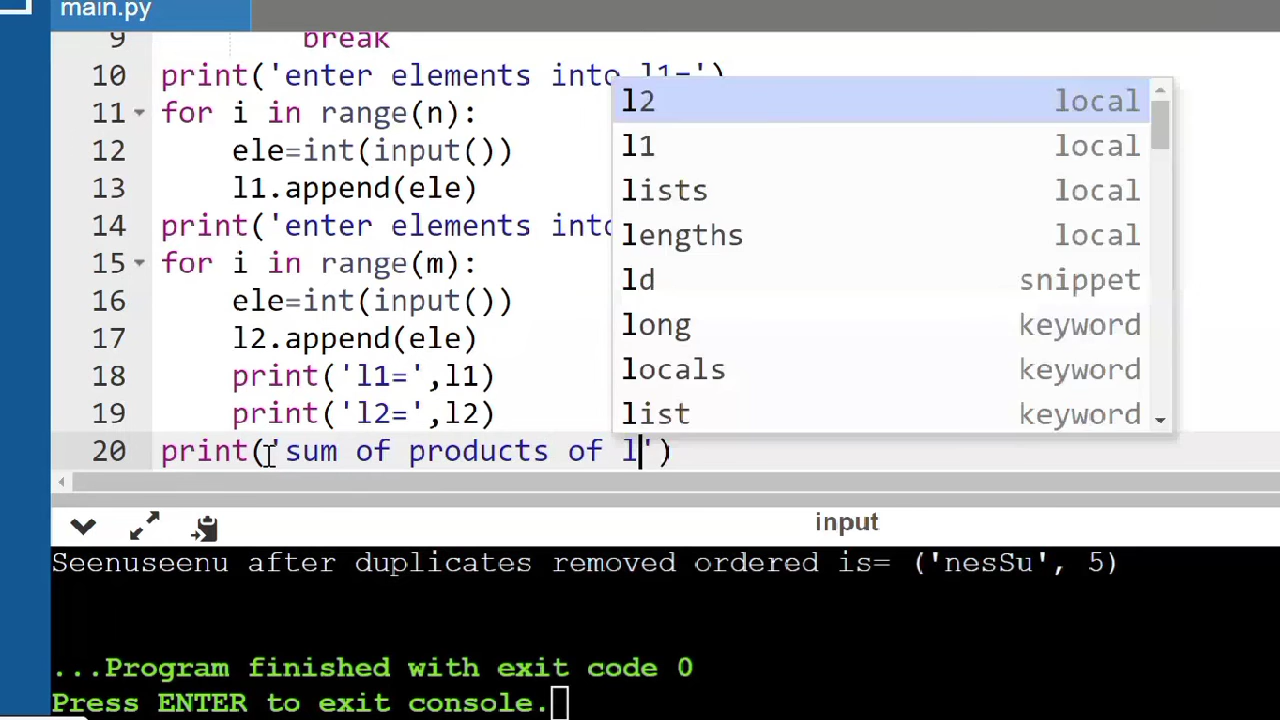 main.py
9 break
10 print('enter elements into l1=')
11 for i in range(n):
12 ele=int(input())
13 l1.append(ele)
14 print('enter elements into
15 for i in range(m):
16 ele=int(input())
17 l2.append(ele)
18 print('l1=',l1)
19 print('l2=',l2)
20 print('sum of products of l')
l2 local
l1 local
lists local
lengths local
ld snippet
long keyword
locals keyword
list keyword
input
Seenuseenu after duplicates removed ordered is= ('nesSu', 5)
...Program finished with exit code 0
Press ENTER to exit console.